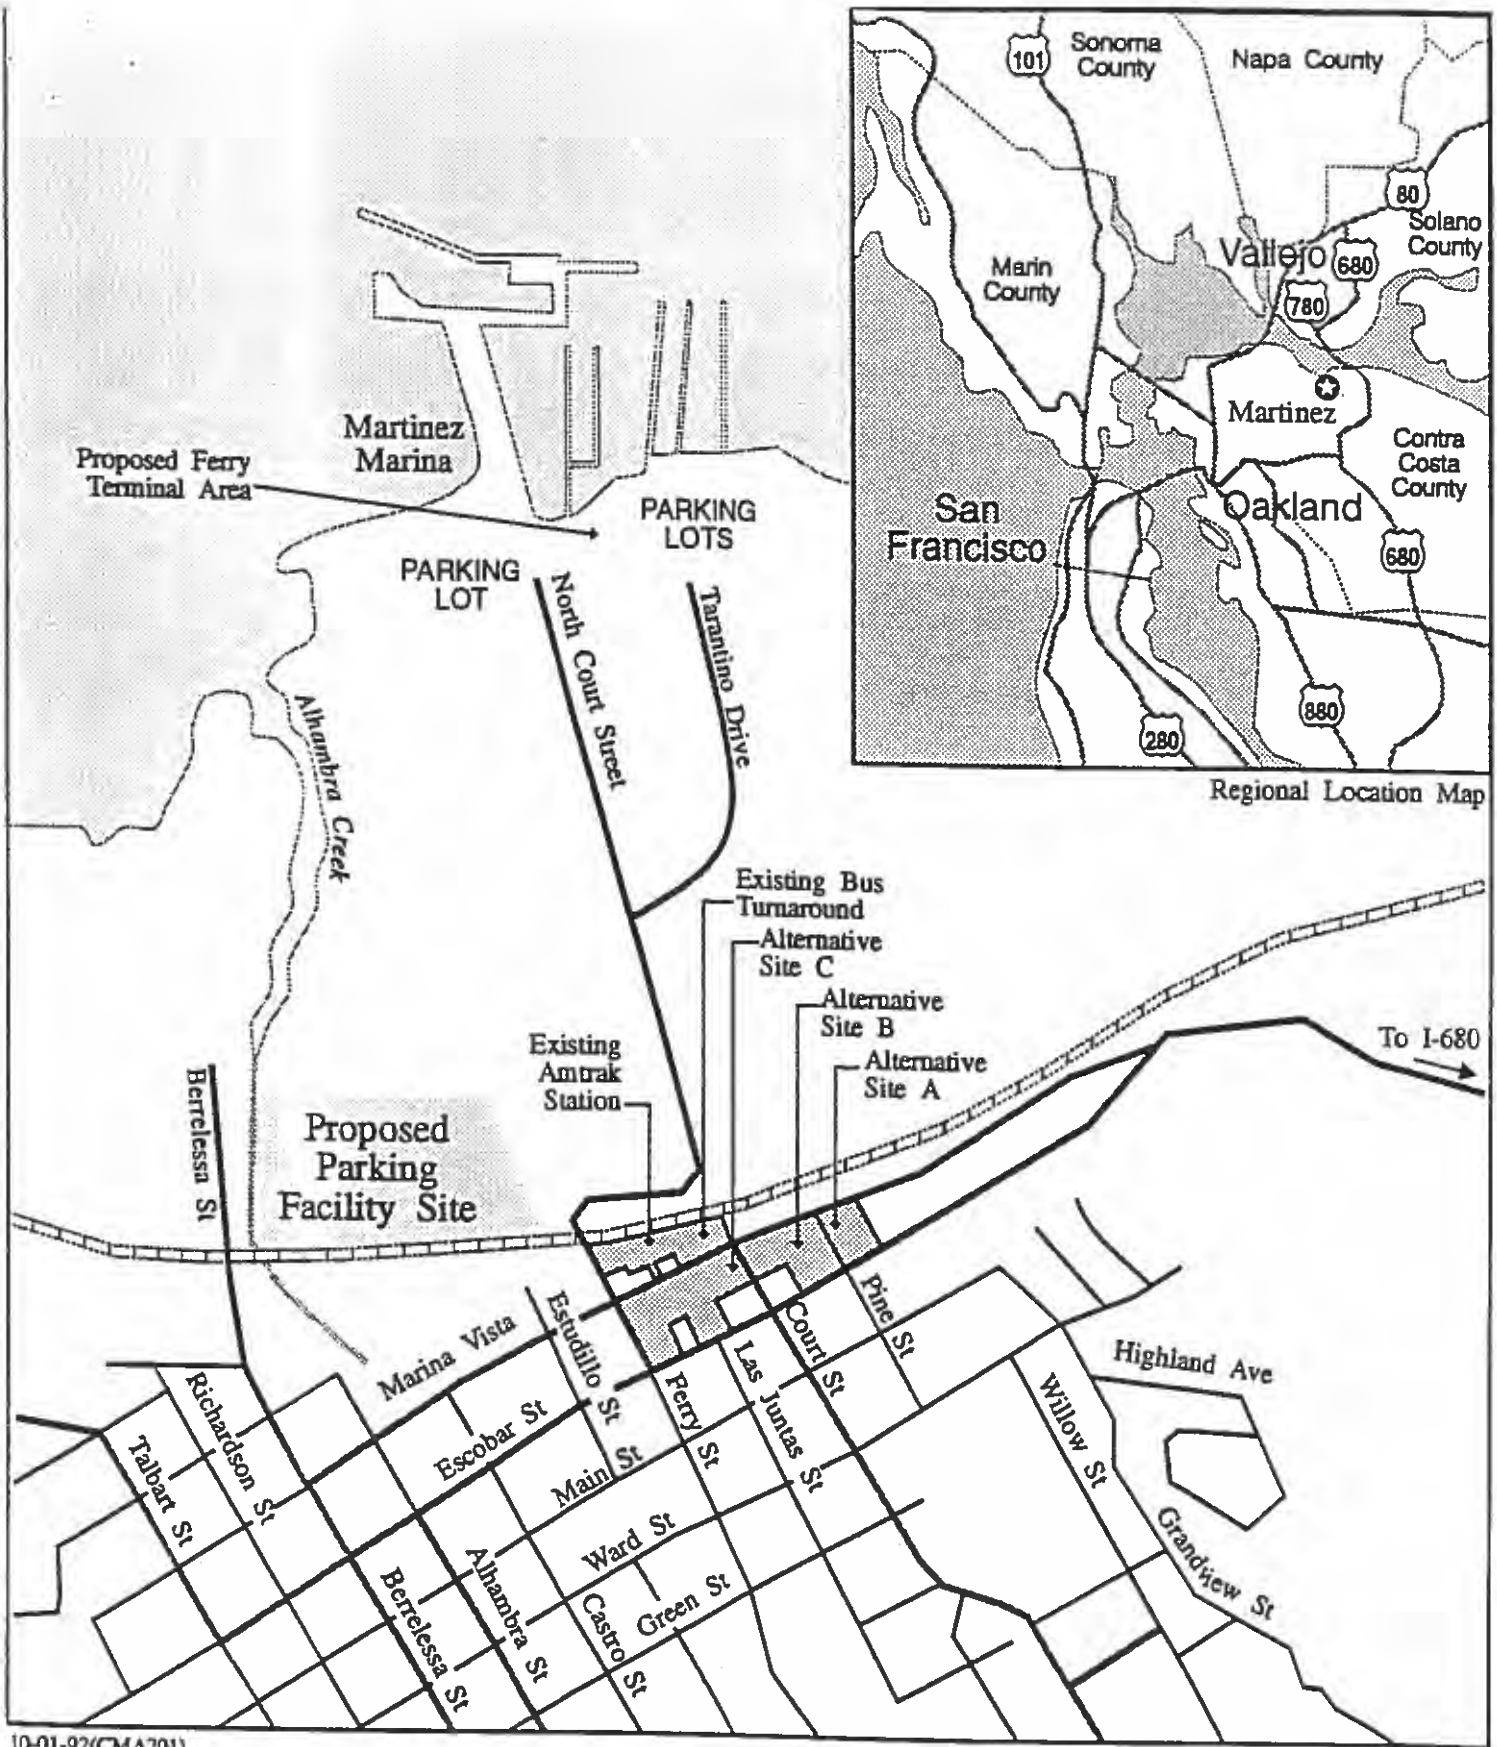 101
Sonoma
County
Napa County
80
Solano
County
Vallejo
680
780
Marin
County
Martinez
Contra
Costa
County
San
Francisco
Oakland
680
880
280
Regional Location Map
Martinez
Marina
Proposed Ferry
Terminal Area
PARKING
LOTS
PARKING
LOT
North Court Street
Tarantino Drive
Alhambra Creek
Existing Bus
Turnaround
Alternative
Site C
Alternative
Site B
Alternative
Site A
Existing
Amtrak
Station
To I-680
Berrelessa St
Proposed
Parking
Facility Site
Marina Vista
Estudillo St
Pine St
Court St
Las Juntas St
Ferry St
Highland Ave
Willow St
Grandview St
Richardson St
Talbart St
Escobar St
Main St
Ward St
Green St
Alhambra St
Castro St
Berrelessa St
10-01-92(CMA201)